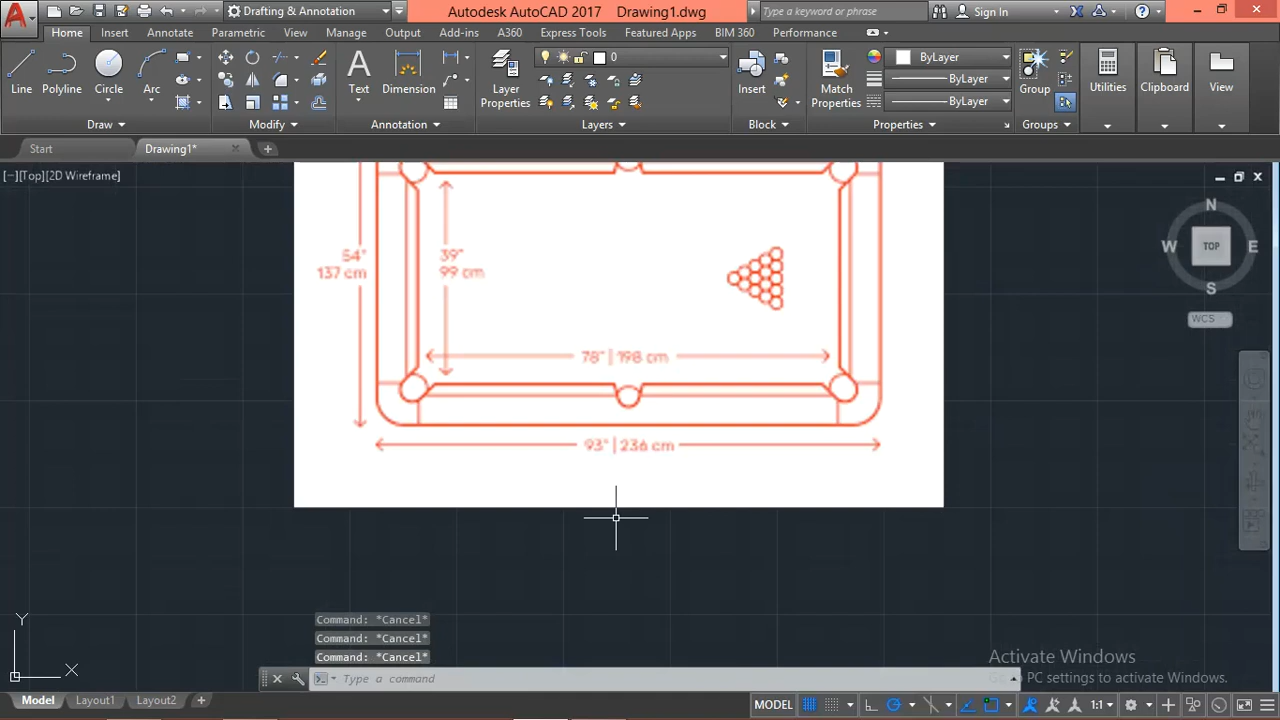 Drafting & Annotation
Autodesk AutoCAD 2017 Drawing1.dwg
Type a keyword or phrase
Sign In
Home Insert Annotate Parametric View Manage Output Add-ins A360 Express Tools Featured Apps BIM 360 Performance
0
ByLayer
Line Polyline Circle Arc
Text Dimension
Layer Properties
Insert
Match Properties
ByLayer
ByLayer
Group
Utilities
Clipboard
View
Draw Modify Annotation Layers Block Properties Groups
Start Drawing1*
[−][Top][2D Wireframe]
N
W TOP E
S
WCS
54"
137 cm
39"
99 cm
78" | 198 cm
93" | 236 cm
Y
X
Command: *Cancel*
Command: *Cancel*
Command: *Cancel*
Type a command
Activate Windows
Go to PC settings to activate Windows.
Model Layout1 Layout2
MODEL
1:1